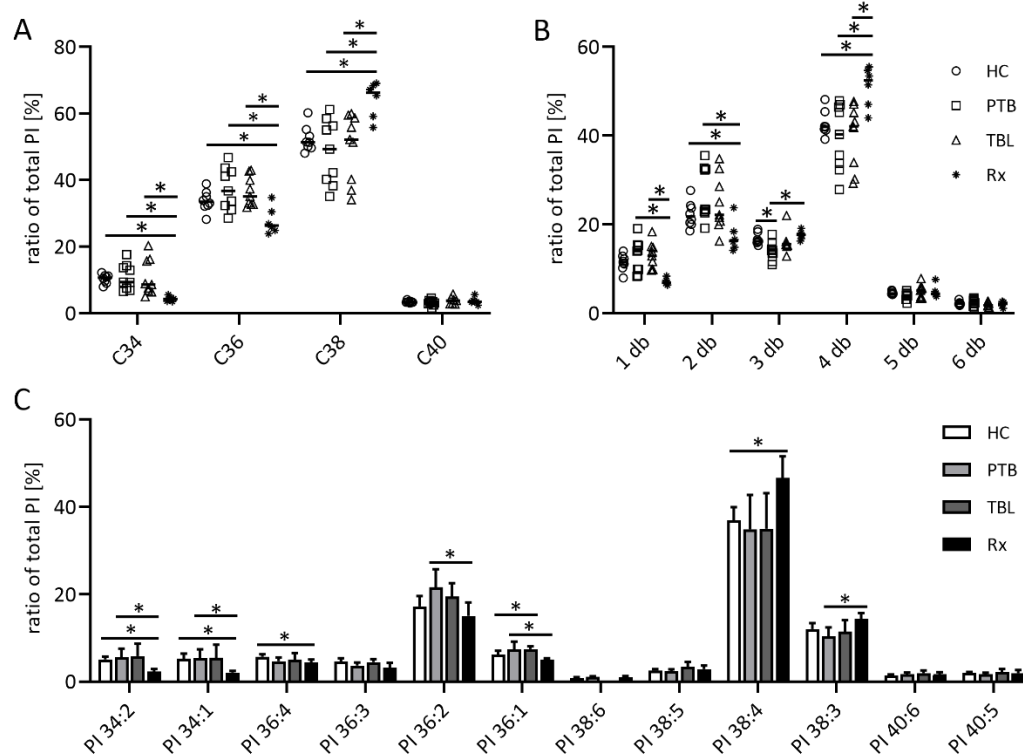 A
ratio of total PI [%]
80
60
40
20
0
* * *
* * *
* * *
C34 C36 C38 C40
B
ratio of total PI [%]
60
40
20
0
* *
* *
* *
* * *
1 db 2 db 3 db 4 db 5 db 6 db
HC
PTB
TBL
Rx
C
ratio of total PI [%]
60
40
20
0
* *
* *
*
*
* *
*
*
PI 34:2 PI 34:1 PI 36:4 PI 36:3 PI 36:2 PI 36:1 PI 38:6 PI 38:5 PI 38:4 PI 38:3 PI 40:6 PI 40:5
HC
PTB
TBL
Rx